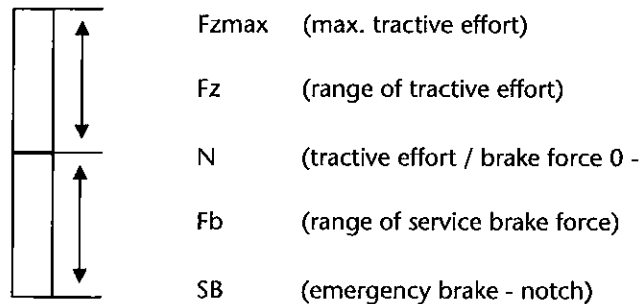 Fzmax (max. tractive effort)
Fz (range of tractive effort)
N (tractive effort / brake force 0 -
Fb (range of service brake force)
SB (emergency brake - notch)